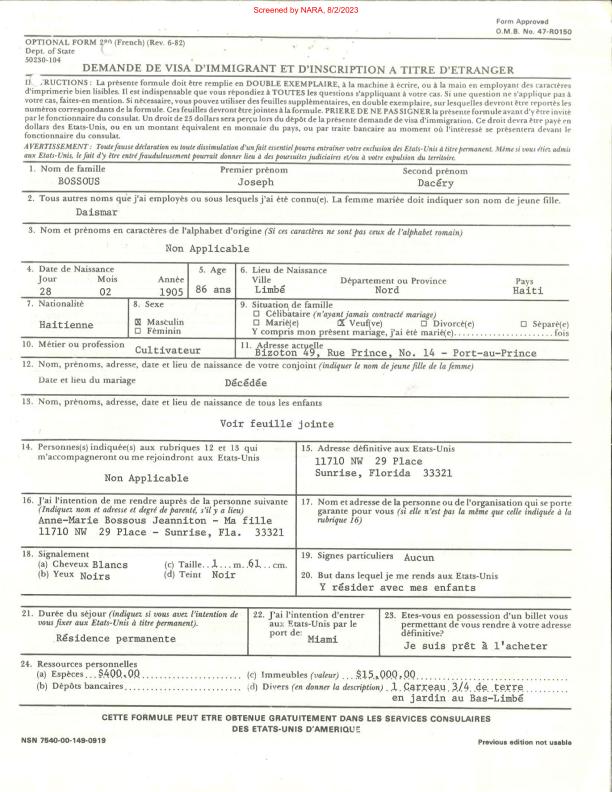 Screened by NARA, 8/2/2023
Form Approved
O.M.B. No. 47-R0150
OPTIONAL FORM (French) (Rev. 6-82)
Dept. of State
50230-104
DEMANDE DE VISA D'IMMIGRANT ET D'INSCRIPTION A TITRE D'ETRANGER
RUCTIONS: La présente formule doit être remplie en DOUBLE EXEMPLAIRE, à la machine à écrire, ou à la main en employant des caractères
d'imprimerie bien lisibles. Il est indispensable que vous répondiez à TOUTES les questions s'appliquant à votre cas. Si une question ne s'applique pas à
votre cas, faites-en mention. Si nécessaire, vous pouvez utiliser des feuilles supplémentaires, en double exemplaire, sur lesquelles devront être reportés les
numéros correspondants de la formule. Ces feuilles devront être jointes à la formule. PRIERE DE NE PAS SIGNER la présente formule avant d'y être invité
par le fonctionnaire du consulat. Un droit de 25 dollars sera perçu lors du dépôt de la présente demande de visa d'immigration. Ce droit devra être payé en
dollars des Etats-Unis, ou en un montant équivalent en monnaie du pays, ou par traite bancaire au moment où l'intéressé se présentera devant le
fonctionnaire du consulat.
AVERTISSEMENT: Toute fausse déclaration ou toute dissimulation d'un fait essentiel pourra entraîner votre exclusion des Etats-Unis à titre permanent. Même si vous étiez admis
aux Etats-Unis, le fait d'y être entré frauduleusement pourrait donner lieu à des poursuites judiciaires et/ou à votre expulsion du territoire.
1. Nom de famille Premier prénom Second prénom
BOSSOUS Joseph Dacéry
2. Tous autres noms que j'ai employés ou sous lesquels j'ai été connu(e). La femme mariée doit indiquer son nom de jeune fille.
Daismar
3. Nom et prénoms en caractères de l'alphabet d'origine (Si ces caractères ne sont pas ceux de l'alphabet romain)
Non Applicable
4. Date de Naissance 5. Age 6. Lieu de Naissance
Jour Mois Année Ville Département ou Province Pays
28 02 1905 86 ans Limbé Nord Haiti
7. Nationalité 8. Sexe 9. Situation de famille
☐ Célibataire (n'ayant jamais contracté mariage)
Haitienne ☒ Masculin ☐ Marié(e) ☒ Veuf(ve) ☐ Divorcé(e) ☐ Séparé(e)
☐ Féminin Y compris mon présent mariage, j'ai été marié(e)........................fois
10. Métier ou profession Cultivateur 11. Adresse actuelle
Bizoton 49, Rue Prince, No. 14 - Port-au-Prince
12. Nom, prénoms, adresse, date et lieu de naissance de votre conjoint (indiquer le nom de jeune fille de la femme)
Date et lieu du mariage Décédée
13. Nom, prénoms, adresse, date et lieu de naissance de tous les enfants
Voir feuille jointe
14. Personnes(s) indiquée(s) aux rubriques 12 et 13 qui
m'accompagneront ou me rejoindront aux Etats-Unis
Non Applicable
15. Adresse définitive aux Etats-Unis
11710 NW 29 Place
Sunrise, Florida 33321
16. J'ai l'intention de me rendre auprès de la personne suivante
(Indiquez nom et adresse et degré de parenté, s'il y a lieu)
Anne-Marie Bossous Jeanniton - Ma fille
11710 NW 29 Place - Sunrise, Fla. 33321
17. Nom et adresse de la personne ou de l'organisation qui se porte
garante pour vous (si elle n'est pas la même que celle indiquée à la
rubrique 16)
18. Signalement
(a) Cheveux Blancs (c) Taille..1...m.61..cm.
(b) Yeux Noirs (d) Teint Noir
19. Signes particuliers Aucun
20. But dans lequel je me rends aux Etats-Unis
Y résider avec mes enfants
21. Durée du séjour (indiquez si vous avez l'intention de
vous fixer aux Etats-Unis à titre permanent).
Résidence permanente
22. J'ai l'intention d'entrer
aux Etats-Unis par le
port de: Miami
23. Etes-vous en possession d'un billet vous
permettant de vous rendre à votre adresse
définitive?
Je suis prêt à l'acheter
24. Ressources personnelles
(a) Espèces...$400.00 (c) Immeubles (valeur) ...$15,000.00
(b) Dépôts bancaires (d) Divers (en donner la description) .1 Carreau 3/4 de terre
en jardin au Bas-Limbé
CETTE FORMULE PEUT ETRE OBTENUE GRATUITEMENT DANS LES SERVICES CONSULAIRES
DES ETATS-UNIS D'AMERIQUE
NSN 7540-00-149-0919
Previous edition not usable